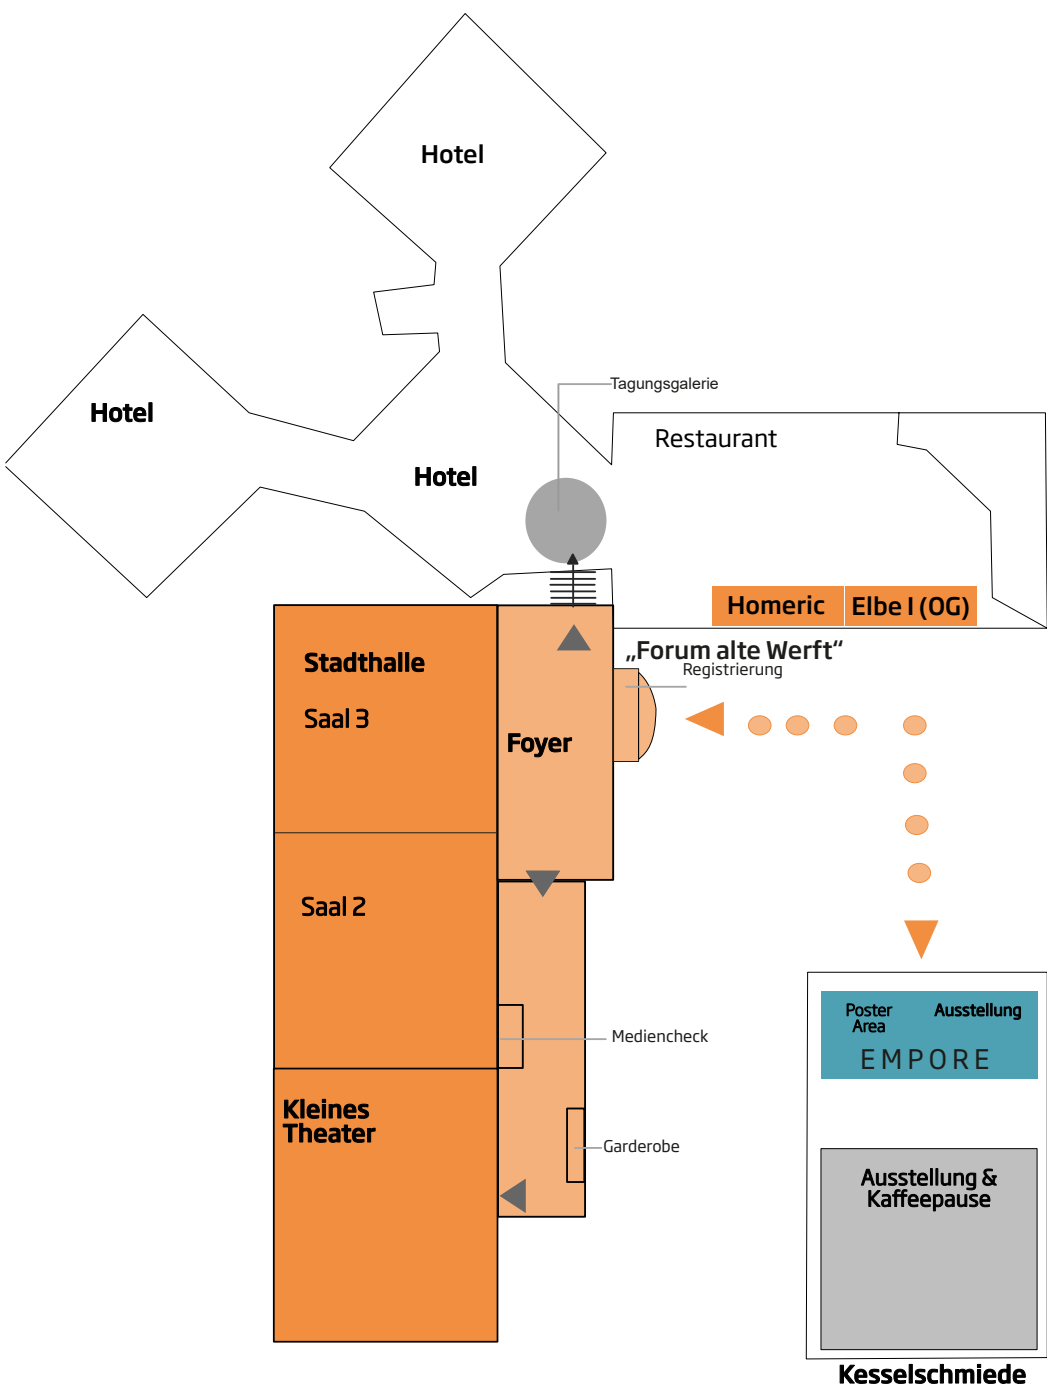 Hotel
Tagungsgalerie
Hotel
Restaurant
Hotel
Homeric
Elbe I (OG)
„Forum alte Werft“
Registrierung
Stadthalle
Saal 3
Foyer
Saal 2
Mediencheck
Kleines
Theater
Garderobe
Poster
Area
Ausstellung
EMPORE
Ausstellung &
Kaffeepause
Kesselschmiede